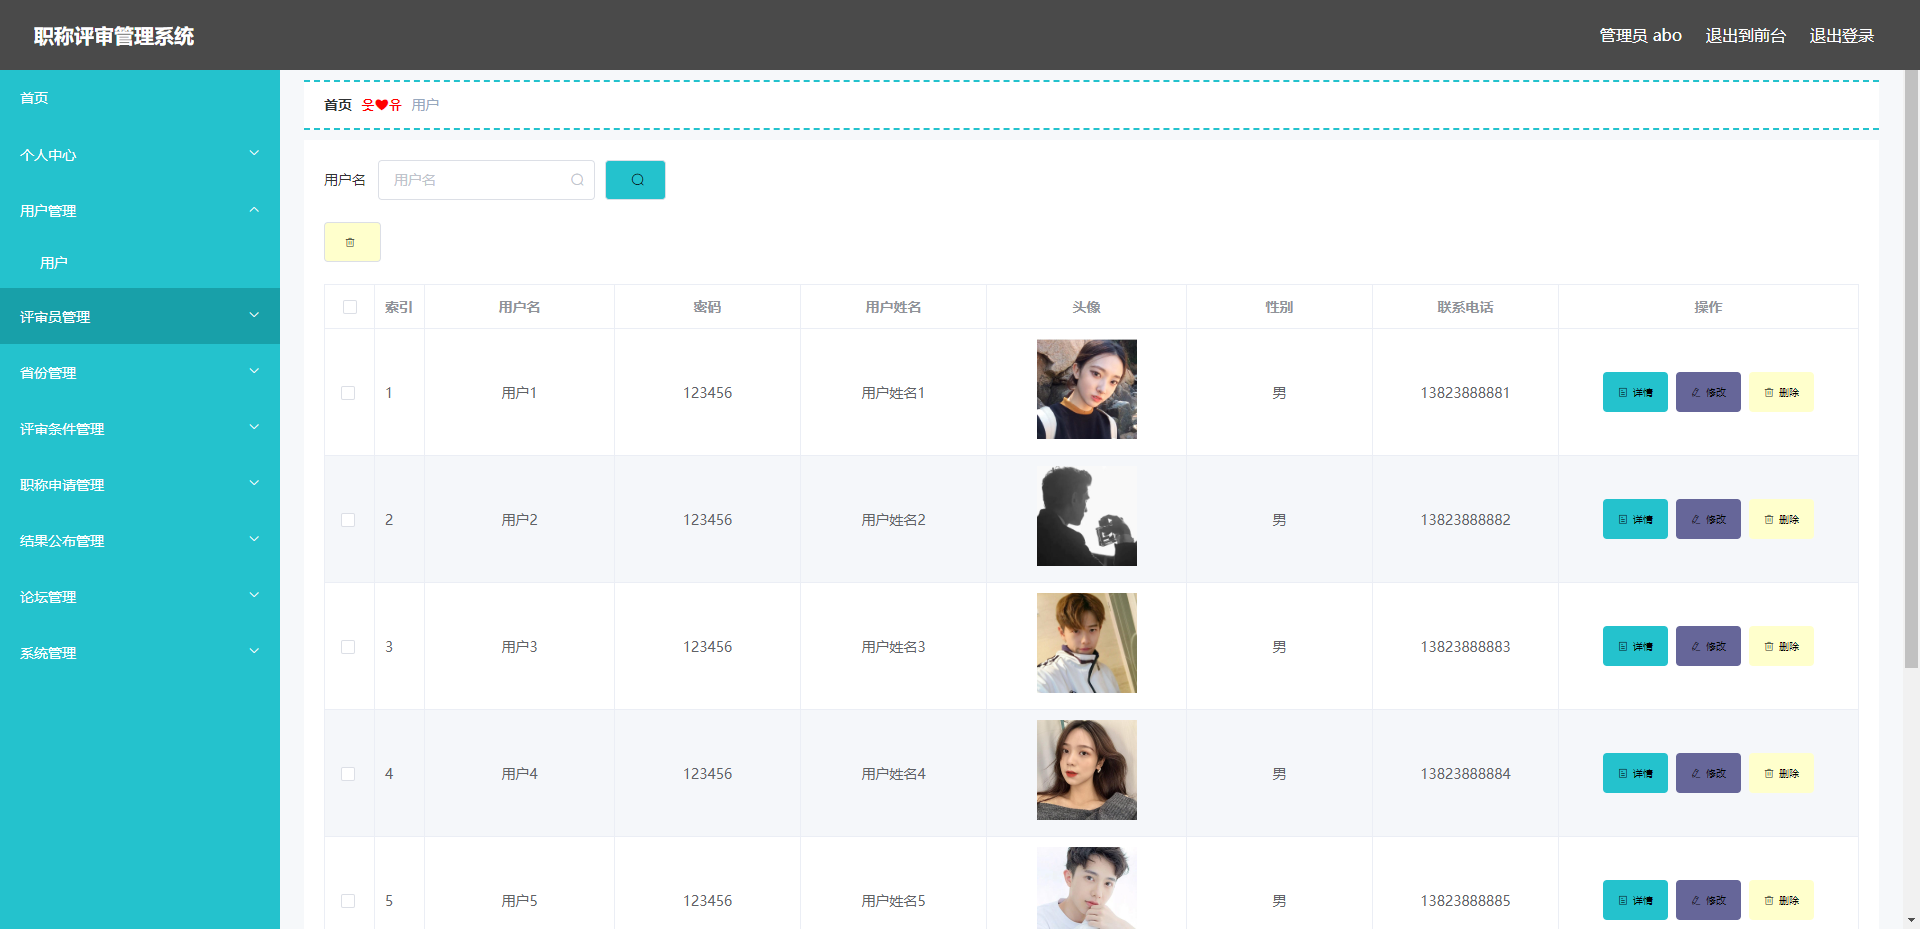 职称评审管理系统
管理员 abo 退出到前台 退出登录
首页
个人中心
用户管理
用户
评审员管理
省份管理
评审条件管理
职称申请管理
结果公布管理
论坛管理
系统管理
首页 웃❤유 用户
用户名 用户名
索引 用户名 密码 用户姓名 头像 性别 联系电话 操作
1 用户1 123456 用户姓名1 男 13823888881 详情 修改 删除
2 用户2 123456 用户姓名2 男 13823888882 详情 修改 删除
3 用户3 123456 用户姓名3 男 13823888883 详情 修改 删除
4 用户4 123456 用户姓名4 男 13823888884 详情 修改 删除
5 用户5 123456 用户姓名5 男 13823888885 详情 修改 删除